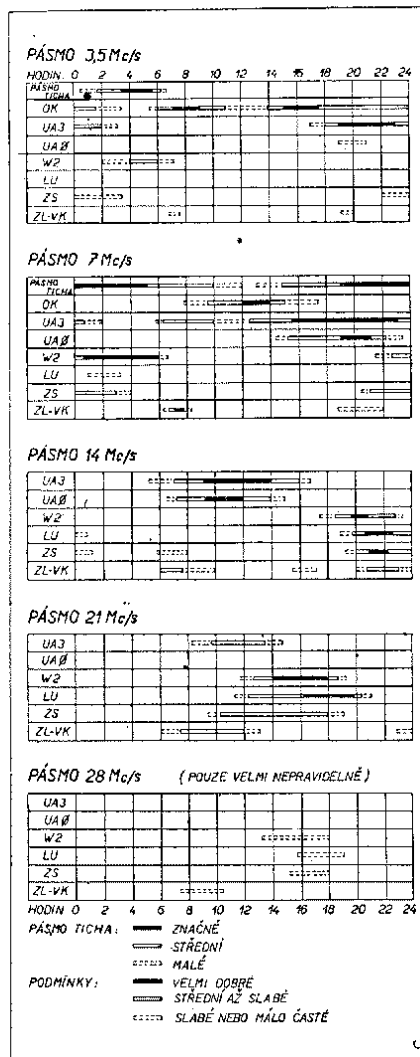 PÁSMO 3,5 Mc/s
HODIN. 0 2 4 6 8 10 12 14 16 18 20 22 24
PÁSMO TICHA
OK
UA3
UAØ
W2
LU
ZS
ZL-VK
PÁSMO 7 Mc/s
PÁSMO TICHA
OK
UA3
UAØ
W2
LU
ZS
ZL-VK
PÁSMO 14 Mc/s
UA3
UAØ
W2
LU
ZS
ZL-VK
PÁSMO 21 Mc/s
UA3
UAØ
W2
LU
ZS
ZL-VK
PÁSMO 28 Mc/s (POUZE VELMI NEPRAVIDELNĚ)
UA3
UAØ
W2
LU
ZS
ZL-VK
HODIN 0 2 4 6 8 10 12 14 16 18 20 22 24
PÁSMO TICHA: ZNAČNÉ
STŘEDNÍ
MALÉ
PODMÍNKY: VELMI DOBRÉ
STŘEDNÍ AŽ SLABÉ
SLABÉ NEBO MÁLO ČASTÉ